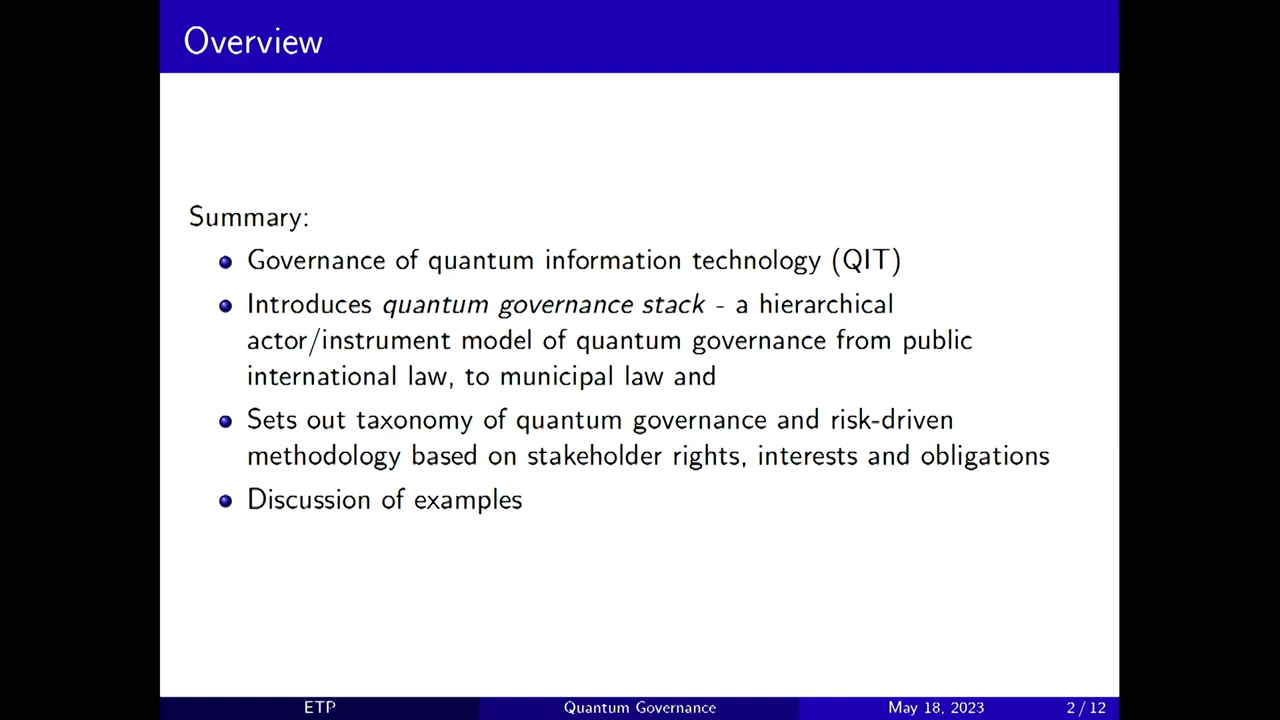 Overview
Summary:
Governance of quantum information technology (QIT)
Introduces quantum governance stack - a hierarchical
actor/instrument model of quantum governance from public
international law, to municipal law and
Sets out taxonomy of quantum governance and risk-driven
methodology based on stakeholder rights, interests and obligations
Discussion of examples
ETP Quantum Governance May 18, 2023 2 / 12